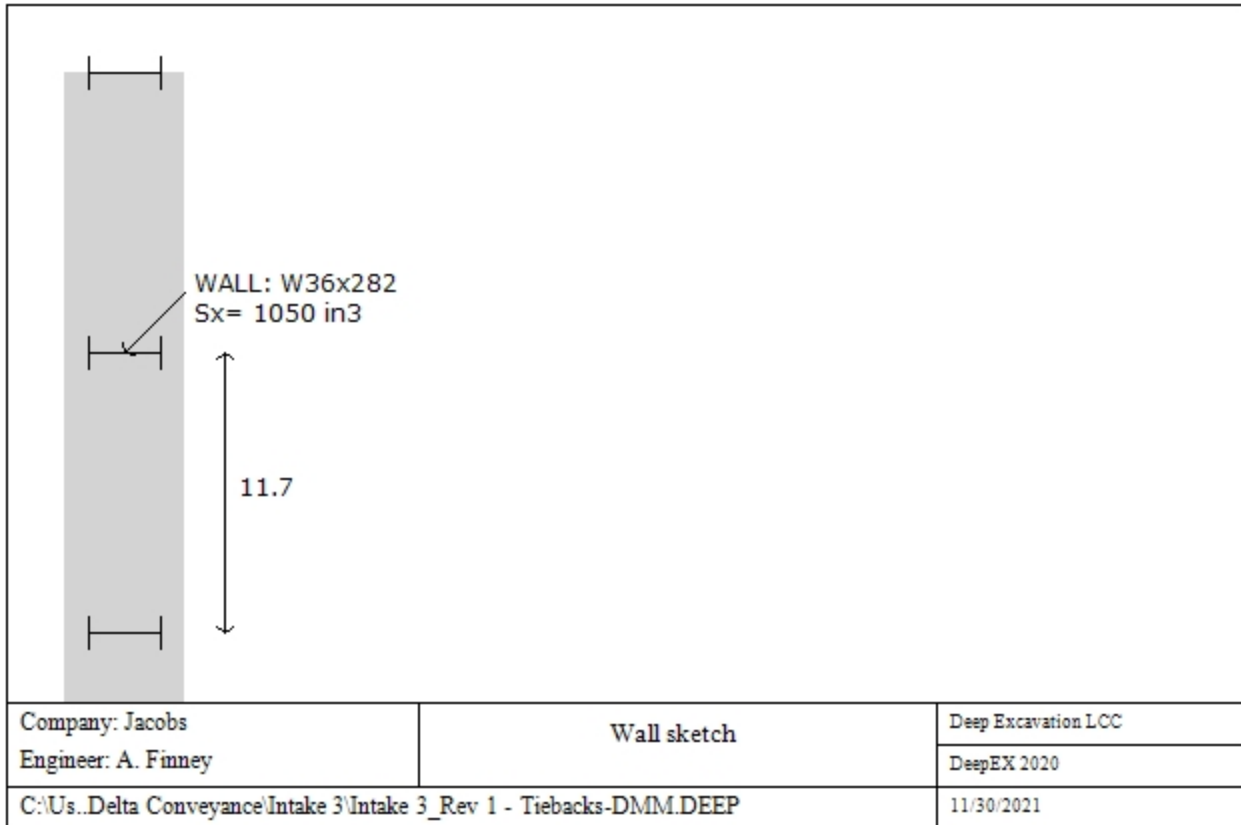 WALL: W36x282
Sx= 1050 in3
11.7
Company: Jacobs
Engineer: A. Finney
Wall sketch
Deep Excavation LCC
DeepEX 2020
C:\Us..Delta Conveyance\Intake 3\Intake 3_Rev 1 - Tiebacks-DMM.DEEP
11/30/2021